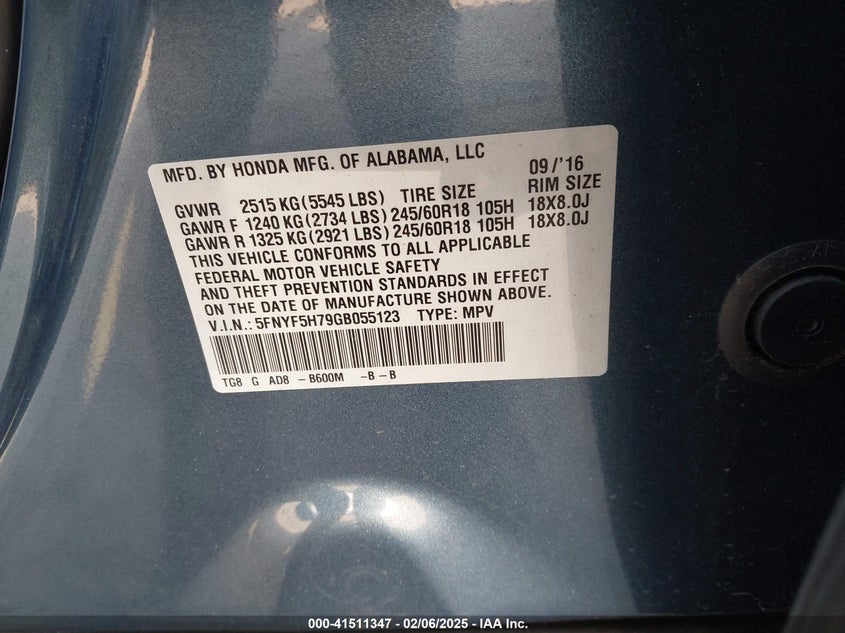 MFD. BY HONDA MFG. OF ALABAMA, LLC 09/'16
GVWR 2515 KG (5545 LBS) TIRE SIZE RIM SIZE
GAWR F 1240 KG (2734 LBS) 245/60R18 105H 18X8.0J
GAWR R 1325 KG (2921 LBS) 245/60R18 105H 18X8.0J
THIS VEHICLE CONFORMS TO ALL APPLICABLE
FEDERAL MOTOR VEHICLE SAFETY
AND THEFT PREVENTION STANDARDS IN EFFECT
ON THE DATE OF MANUFACTURE SHOWN ABOVE.
V.I.N.: 5FNYF5H79GB055123 TYPE: MPV
TG8 G AD8 - B600M - B - B
000-41511347 - 02/06/2025 - IAA Inc.